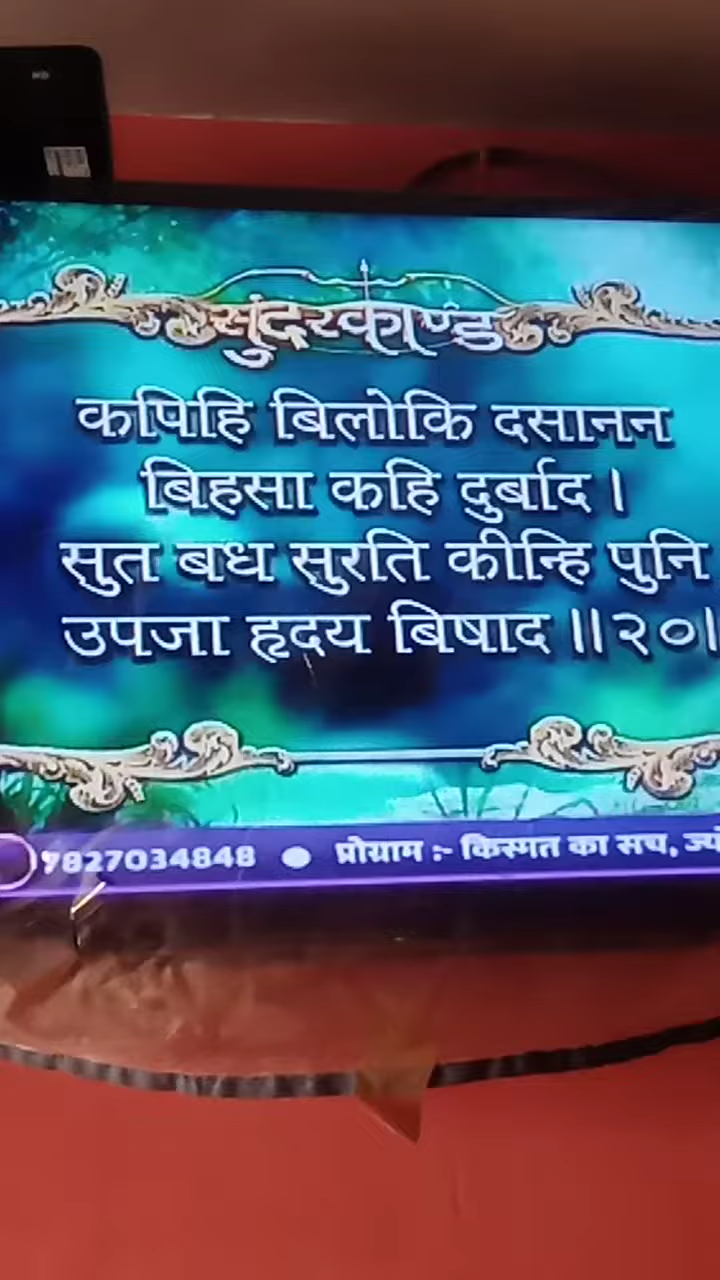 सुंदरकाण्ड
कपिहि बिलोकि दसानन
बिहसा कहि दुर्बाद ।
सुत बध सुरति कीन्हि पुनि
उपजा हृदय बिषाद ॥२०॥
9827034848 ● प्रोग्राम :- किस्मत का सच,